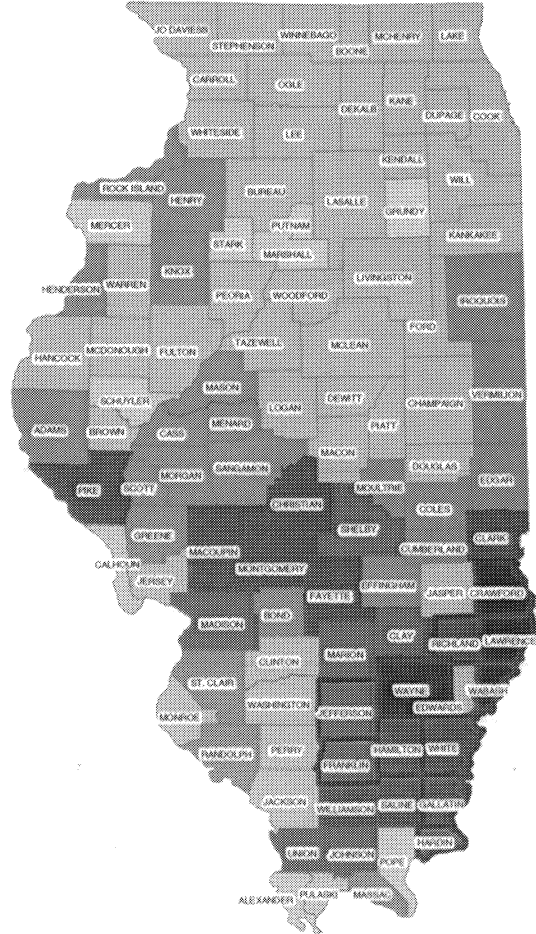 JO DAVIESS
STEPHENSON
WINNEBAGO
BOONE
MCHENRY
LAKE
CARROLL
OGLE
DEKALB
KANE
DUPAGE
COOK
WHITESIDE
LEE
KENDALL
WILL
ROCK ISLAND
HENRY
BUREAU
LASALLE
GRUNDY
MERCER
PUTNAM
KANKAKEE
STARK
MARSHALL
KNOX
LIVINGSTON
HENDERSON
WARREN
PEORIA
WOODFORD
IROQUOIS
FORD
HANCOCK
MCDONOUGH
FULTON
TAZEWELL
MCLEAN
MASON
SCHUYLER
LOGAN
DEWITT
CHAMPAIGN
VERMILION
ADAMS
BROWN
CASS
MENARD
PIATT
MACON
DOUGLAS
PIKE
SCOTT
MORGAN
SANGAMON
MOULTRIE
EDGAR
CHRISTIAN
COLES
GREENE
SHELBY
CLARK
MACOUPIN
CUMBERLAND
CALHOUN
JERSEY
MONTGOMERY
FAYETTE
EFFINGHAM
JASPER
CRAWFORD
MADISON
BOND
CLAY
RICHLAND
LAWRENCE
CLINTON
MARION
ST. CLAIR
WAYNE
WABASH
MONROE
WASHINGTON
JEFFERSON
EDWARDS
RANDOLPH
PERRY
FRANKLIN
HAMILTON
WHITE
JACKSON
WILLIAMSON
SALINE
GALLATIN
UNION
JOHNSON
POPE
HARDIN
ALEXANDER
PULASKI
MASSAC